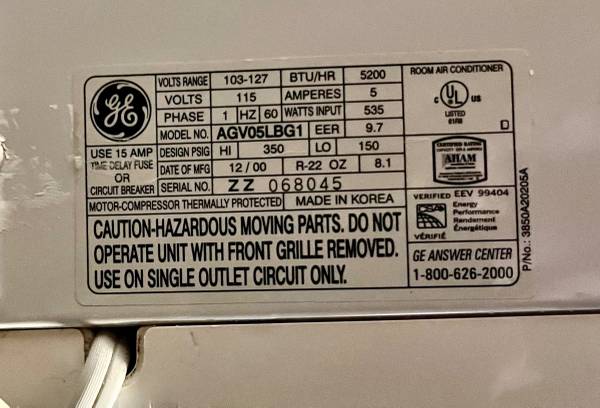 GE
VOLTS RANGE 103-127 BTU/HR 5200
VOLTS 115 AMPERES 5
PHASE 1 HZ 60 WATTS INPUT 535
MODEL NO. AGV05LBG1 EER 9.7
DESIGN PSIG HI 350 LO 150
DATE OF MFG 12/00 R-22 OZ 8.1
SERIAL NO. ZZ 068045
USE 15 AMP
TIME DELAY FUSE
OR
CIRCUIT BREAKER
MOTOR-COMPRESSOR THERMALLY PROTECTED MADE IN KOREA
CAUTION-HAZARDOUS MOVING PARTS. DO NOT
OPERATE UNIT WITH FRONT GRILLE REMOVED.
USE ON SINGLE OUTLET CIRCUIT ONLY.
ROOM AIR CONDITIONER
C UL US
LISTED
D
CERTIFIED RATING
AHAM
VERIFIED EEV 99404
CSA
Energy
Performance
Rendement
Énergétique
VÉRIFIÉ
GE ANSWER CENTER
1-800-626-2000
P/No.: 3850A20205A